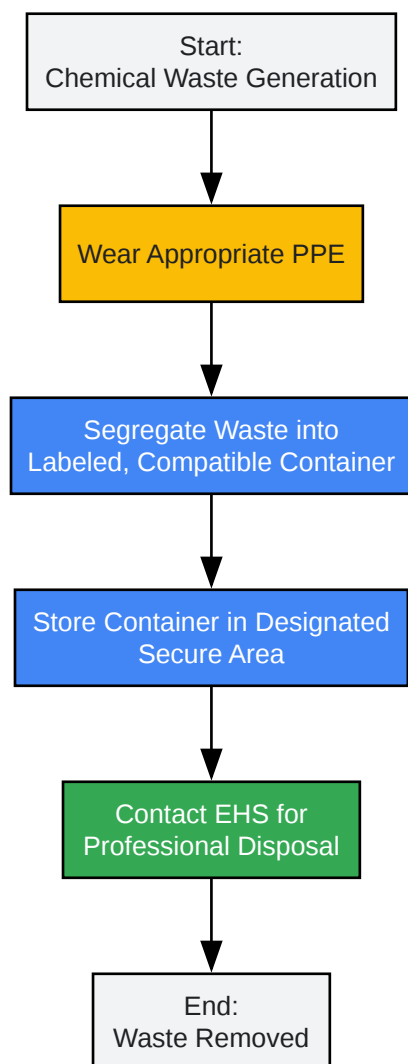 Start:
Chemical Waste Generation
Wear Appropriate PPE
Segregate Waste into
Labeled, Compatible Container
Store Container in Designated
Secure Area
Contact EHS for
Professional Disposal
End:
Waste Removed